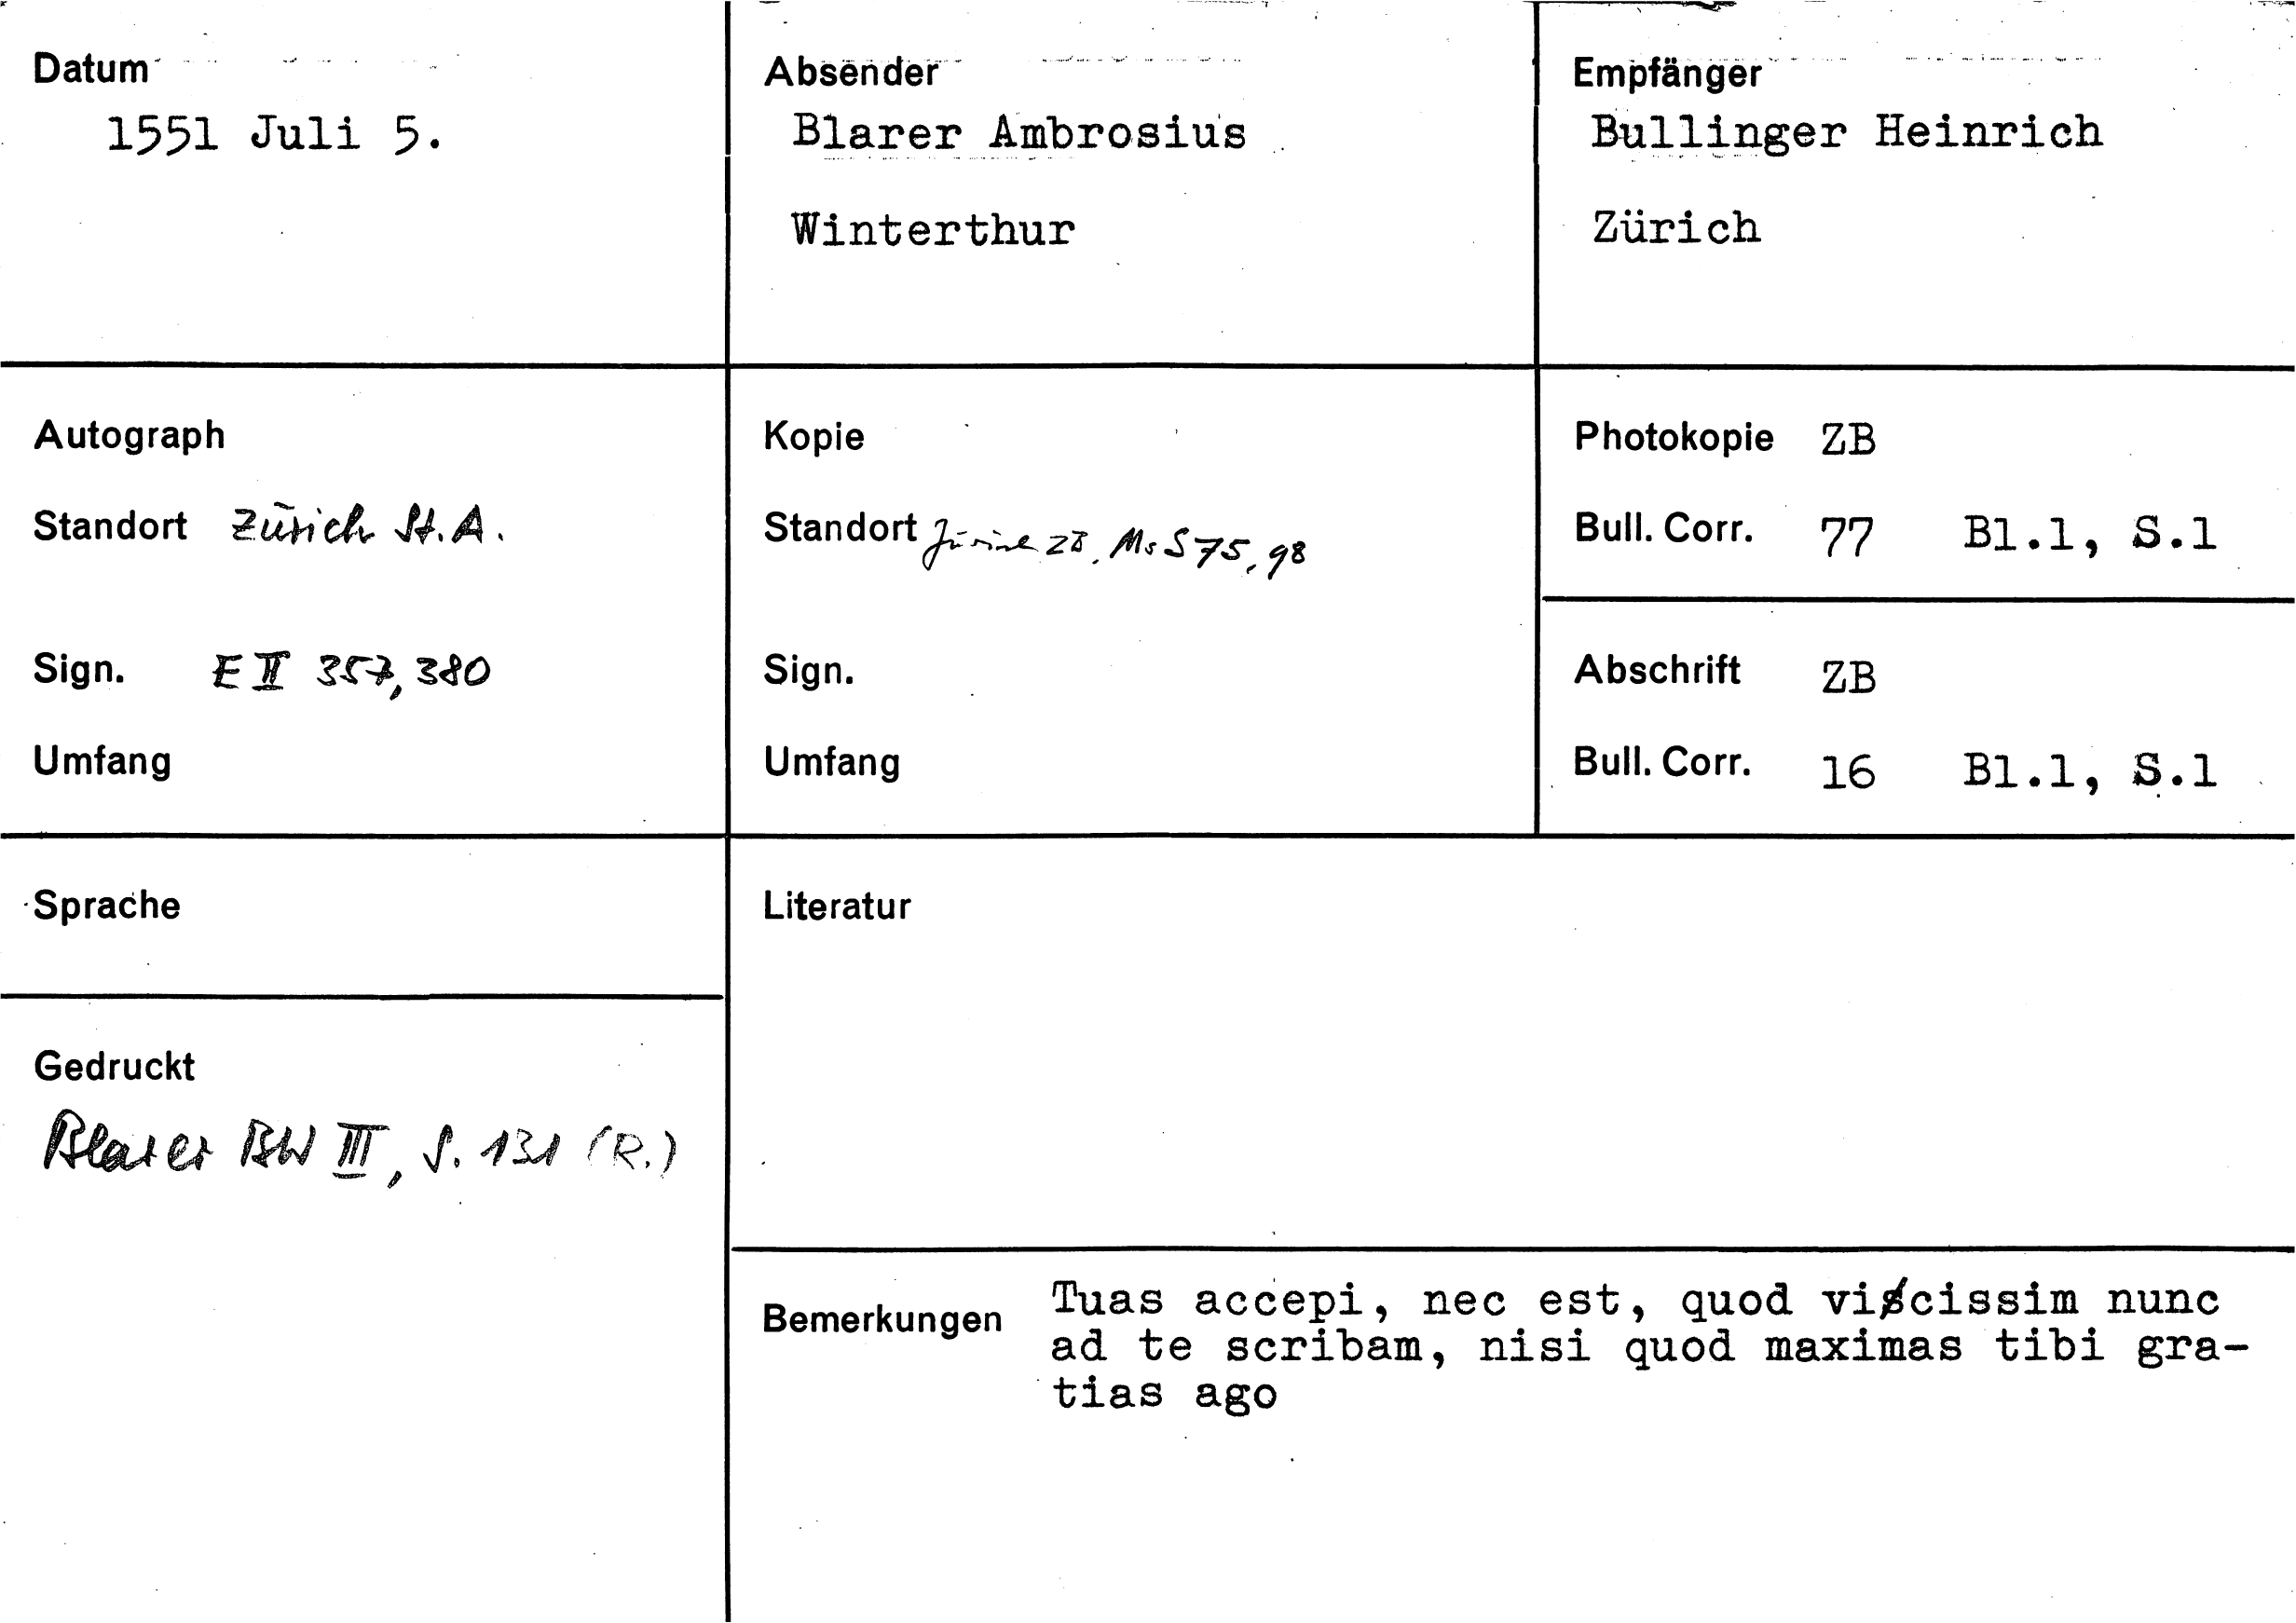 Datum
1551 Juli 5.
Absender
Blarer Ambrosius
Winterthur
Empfänger
Bullinger Heinrich
Zürich
Autograph
Standort Zürich St.A.
Sign. E II 357, 380
Umfang
Kopie
Standort Zürich ZB, Ms S 75, 98
Sign.
Umfang
Photokopie ZB
Bull. Corr. 77 Bl.1, S.1
Abschrift ZB
Bull. Corr. 16 Bl.1, S.1
Sprache
Gedruckt
Blarer BW III, S. 131 (R.)
Literatur
Bemerkungen
Tuas accepi, nec est, quod vicissim nunc
ad te scribam, nisi quod maximas tibi gra-
tias ago